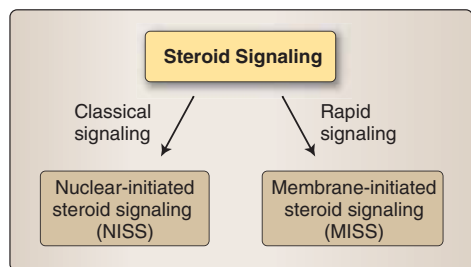 Steroid Signaling
Classical
signaling
Rapid
signaling
Nuclear-initiated
steroid signaling
(NISS)
Membrane-initiated
steroid signaling
(MISS)